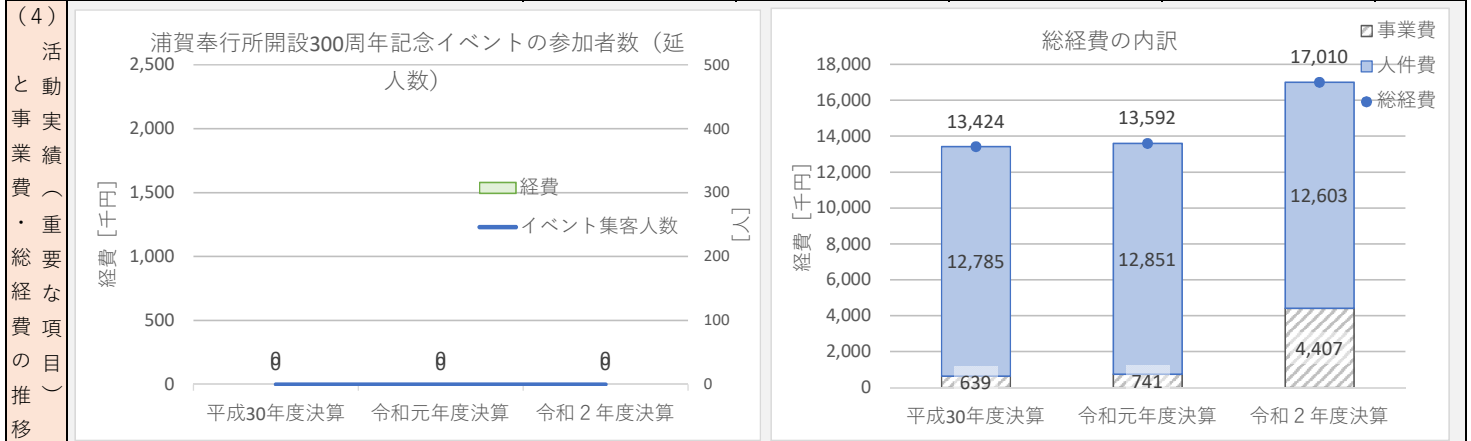 （4）活動実績（重要な項目）
と事業費・総経費の推移
浦賀奉行所開設300周年記念イベントの参加者数（延
人数）
2,500
2,000
1,500
1,000
500
0
経費［千円］
500
400
300
200
100
0
［人］
経費
イベント集客人数
0
0
0
0
0
0
平成30年度決算
令和元年度決算
令和２年度決算
総経費の内訳
事業費
人件費
総経費
18,000
16,000
14,000
12,000
10,000
8,000
6,000
4,000
2,000
0
経費［千円］
13,424
13,592
17,010
12,785
12,851
12,603
639
741
4,407
平成30年度決算
令和元年度決算
令和２年度決算